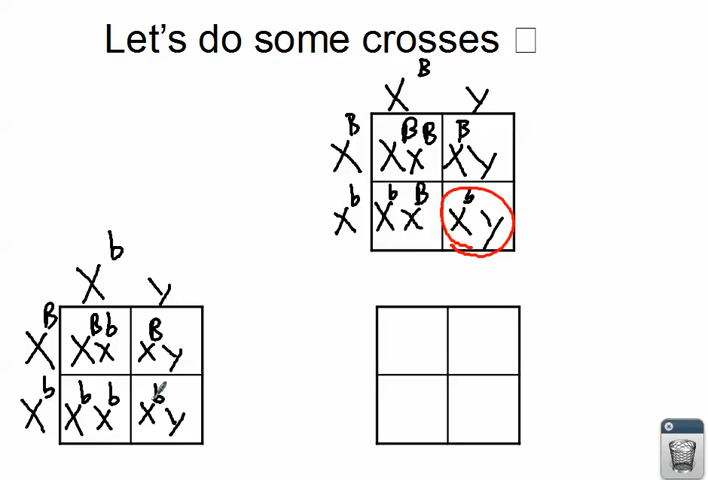 Let's do some crosses
X^B y
X^B X^B X^B X^B y
X^b X^b X^B X^b y
X^b y
X^B X^B X^b X^B y
X^b X^b X^b X^b y